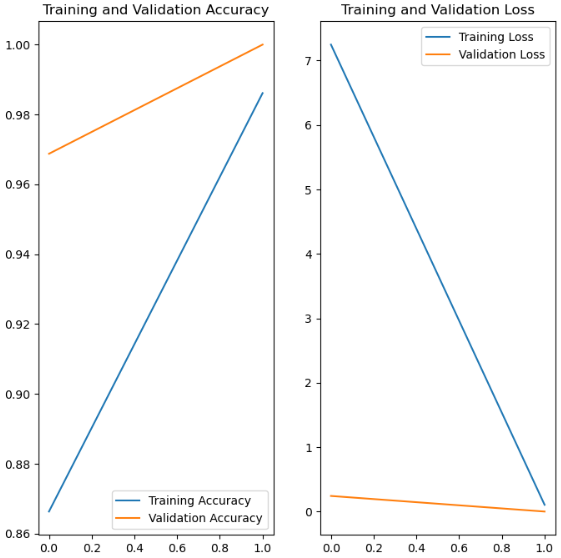 Training and Validation Accuracy
1.00
0.98
0.96
0.94
0.92
0.90
0.88
0.86
0.0 0.2 0.4 0.6 0.8 1.0
Training Accuracy
Validation Accuracy
Training and Validation Loss
7
6
5
4
3
2
1
0
0.0 0.2 0.4 0.6 0.8 1.0
Training Loss
Validation Loss